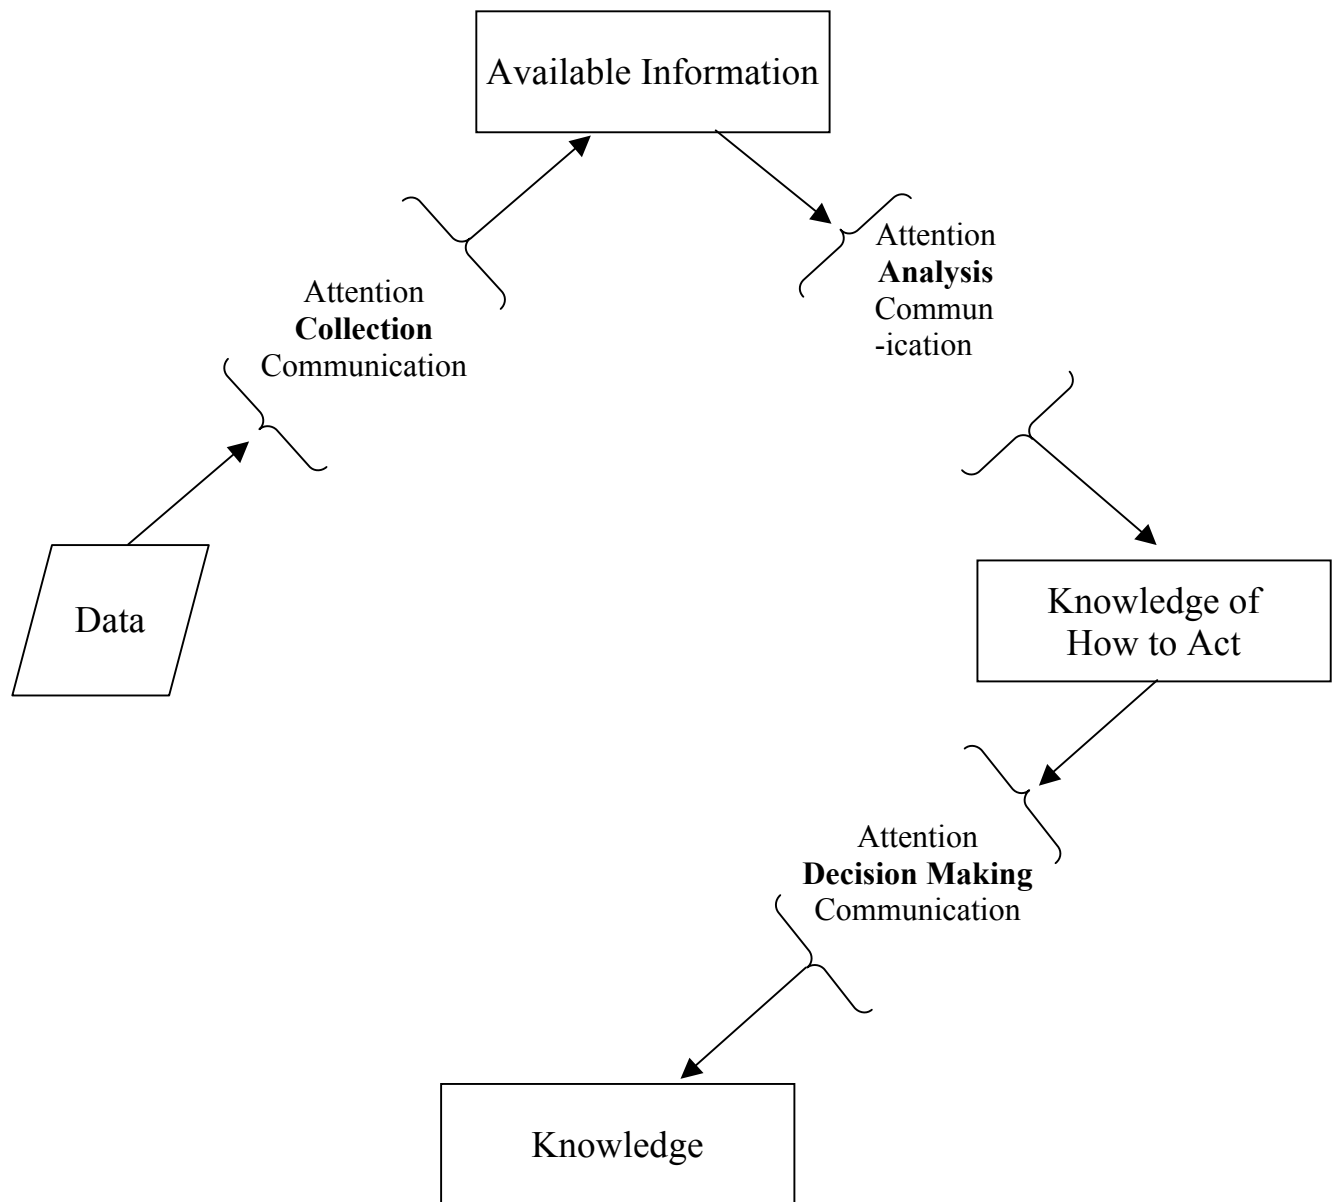 Available Information
Attention
Analysis
Commun
-ication
Attention
Collection
Communication
Data
Knowledge of
How to Act
Attention
Decision Making
Communication
Knowledge